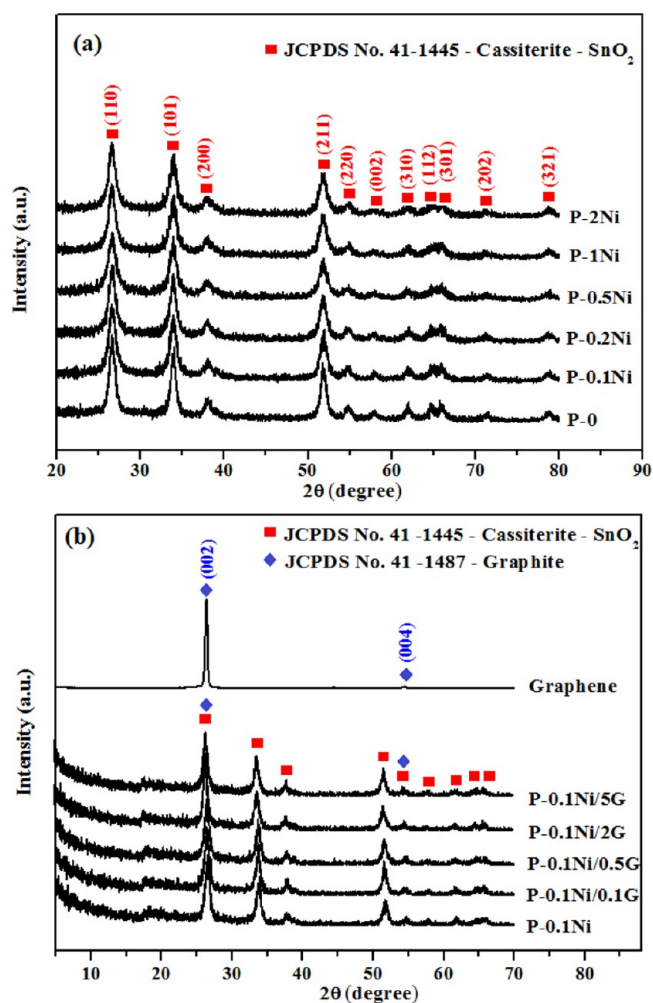 (a)
JCPDS No. 41-1445 - Cassiterite - SnO₂
(110)
(101)
(200)
(211)
(220)
(002)
(310)
(112)
(301)
(202)
(321)
P-2Ni
P-1Ni
P-0.5Ni
P-0.2Ni
P-0.1Ni
P-0
Intensity (a.u.)
20 30 40 50 60 70 80 90
2θ (degree)
(b)
JCPDS No. 41 -1445 - Cassiterite - SnO₂
JCPDS No. 41 -1487 - Graphite
(002)
(004)
Graphene
P-0.1Ni/5G
P-0.1Ni/2G
P-0.1Ni/0.5G
P-0.1Ni/0.1G
P-0.1Ni
Intensity (a.u.)
10 20 30 40 50 60 70 80
2θ (degree)